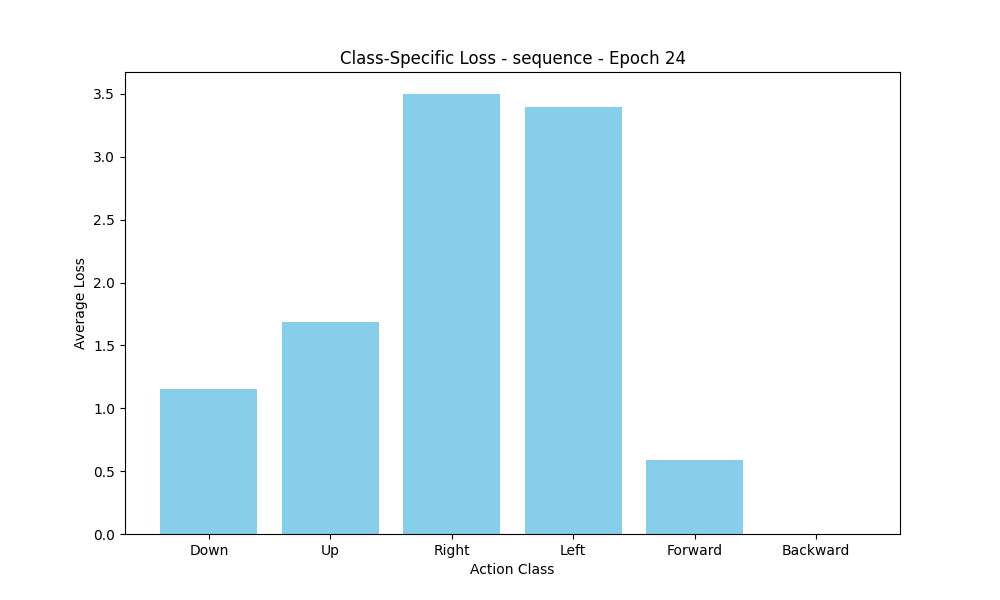 Class-Specific Loss - sequence - Epoch 24
3.5
3.0
2.5
2.0
1.5
1.0
0.5
0.0
Average Loss
Down Up Right Left Forward Backward
Action Class